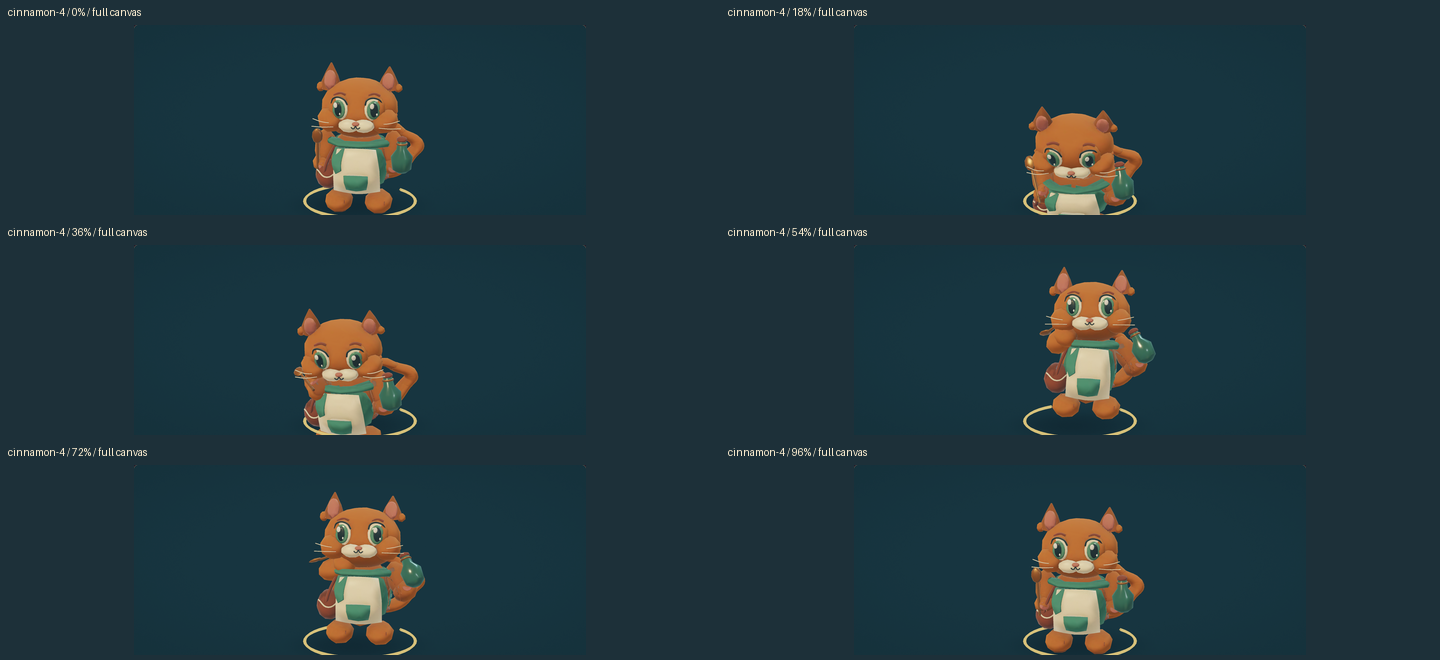 cinnamon-4 / 0% / full canvas
cinnamon-4 / 18% / full canvas
cinnamon-4 / 36% / full canvas
cinnamon-4 / 54% / full canvas
cinnamon-4 / 72% / full canvas
cinnamon-4 / 96% / full canvas